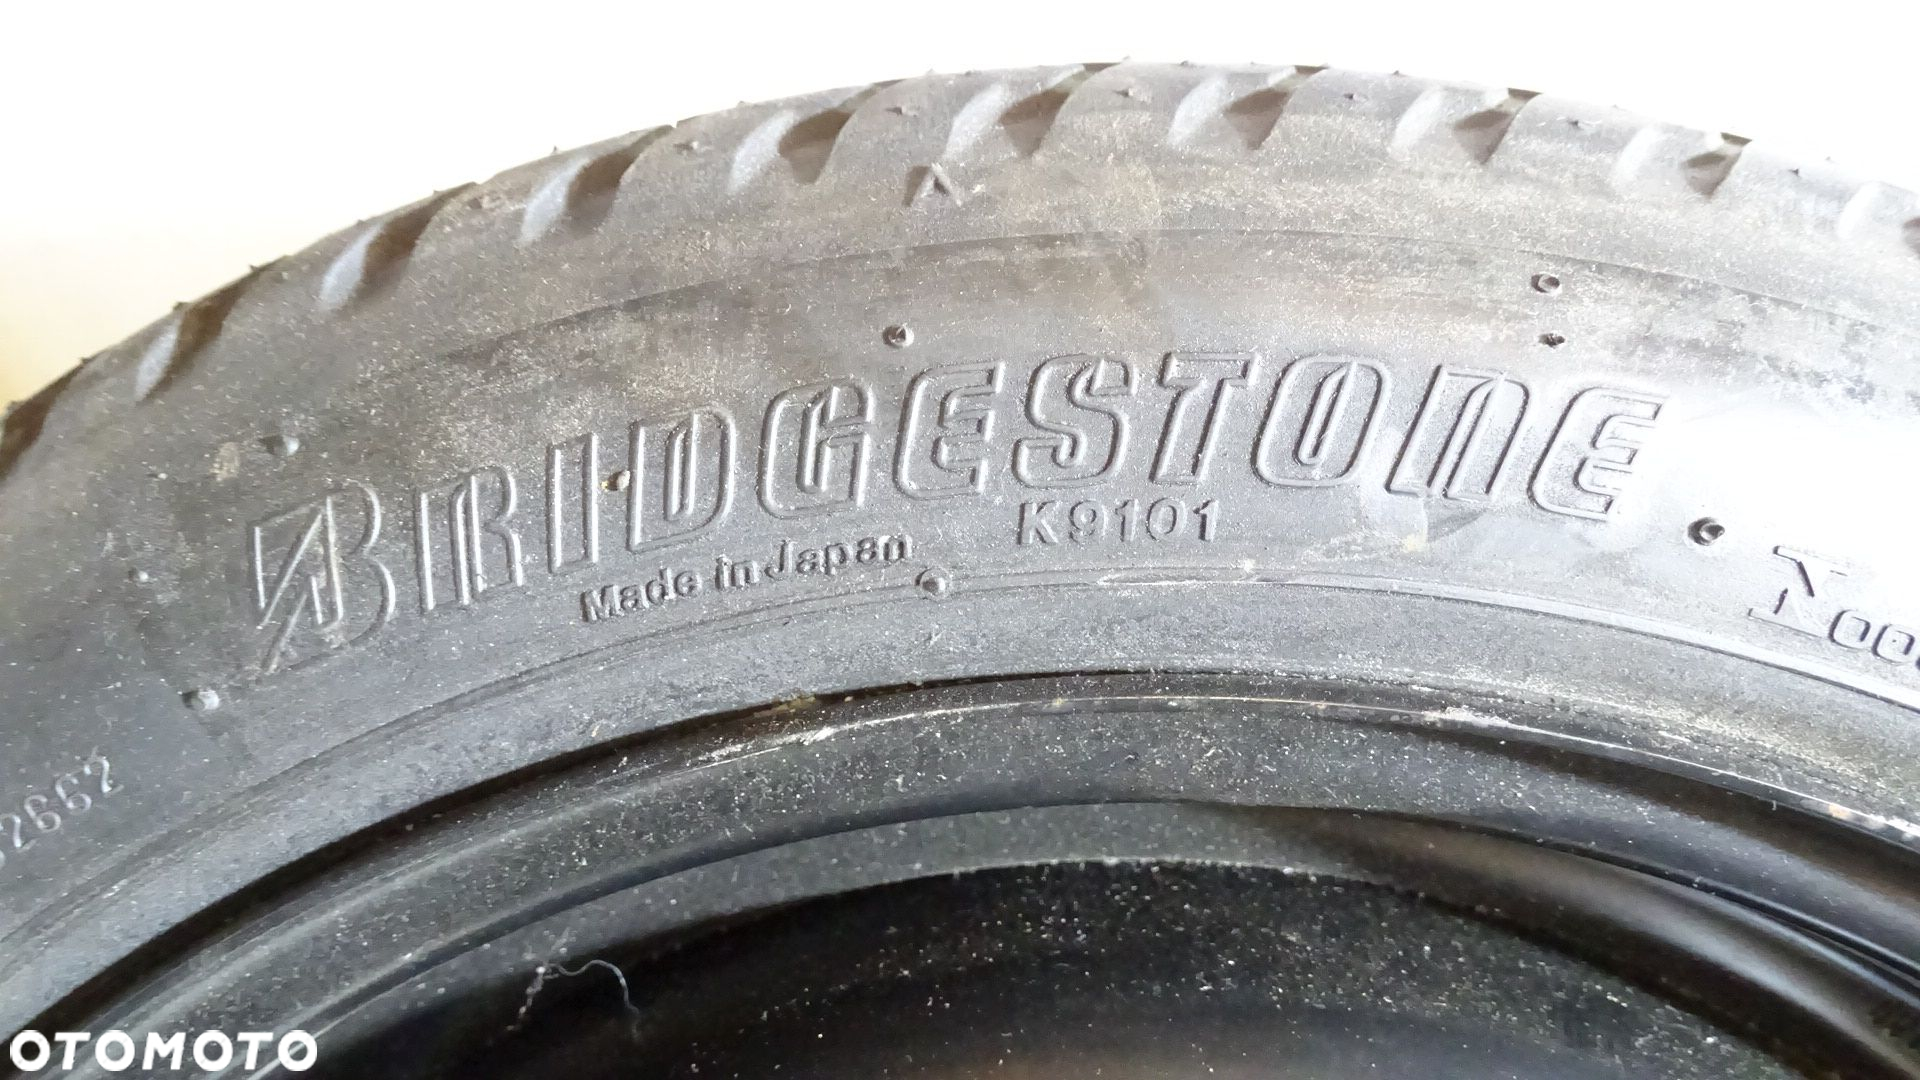 BRIDGESTONE
Made in Japan K9101
OTOMOTO